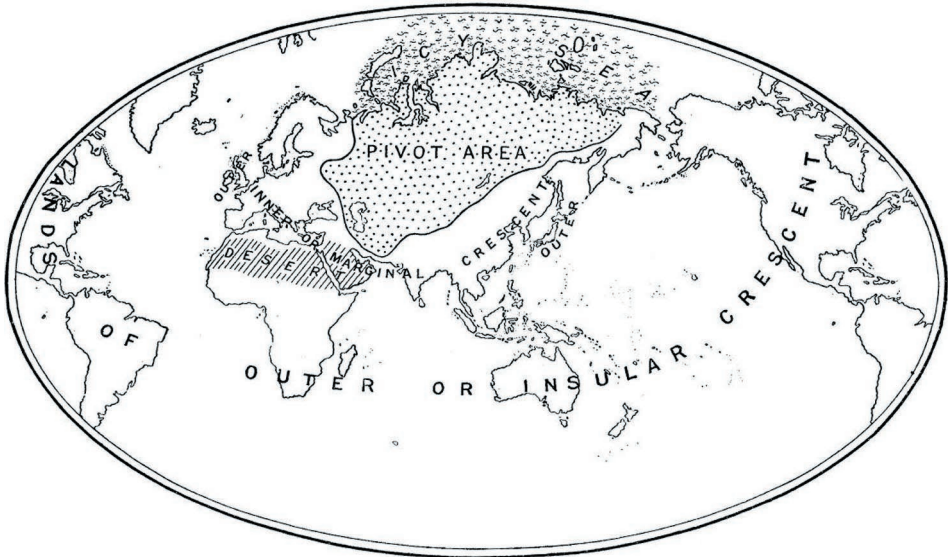 ICY SEA
PIVOT AREA
LANDS OF OUTER OR INSULAR CRESCENT
OUTER
INNER OR MARGINAL CRESCENT
DESERT
OUTER